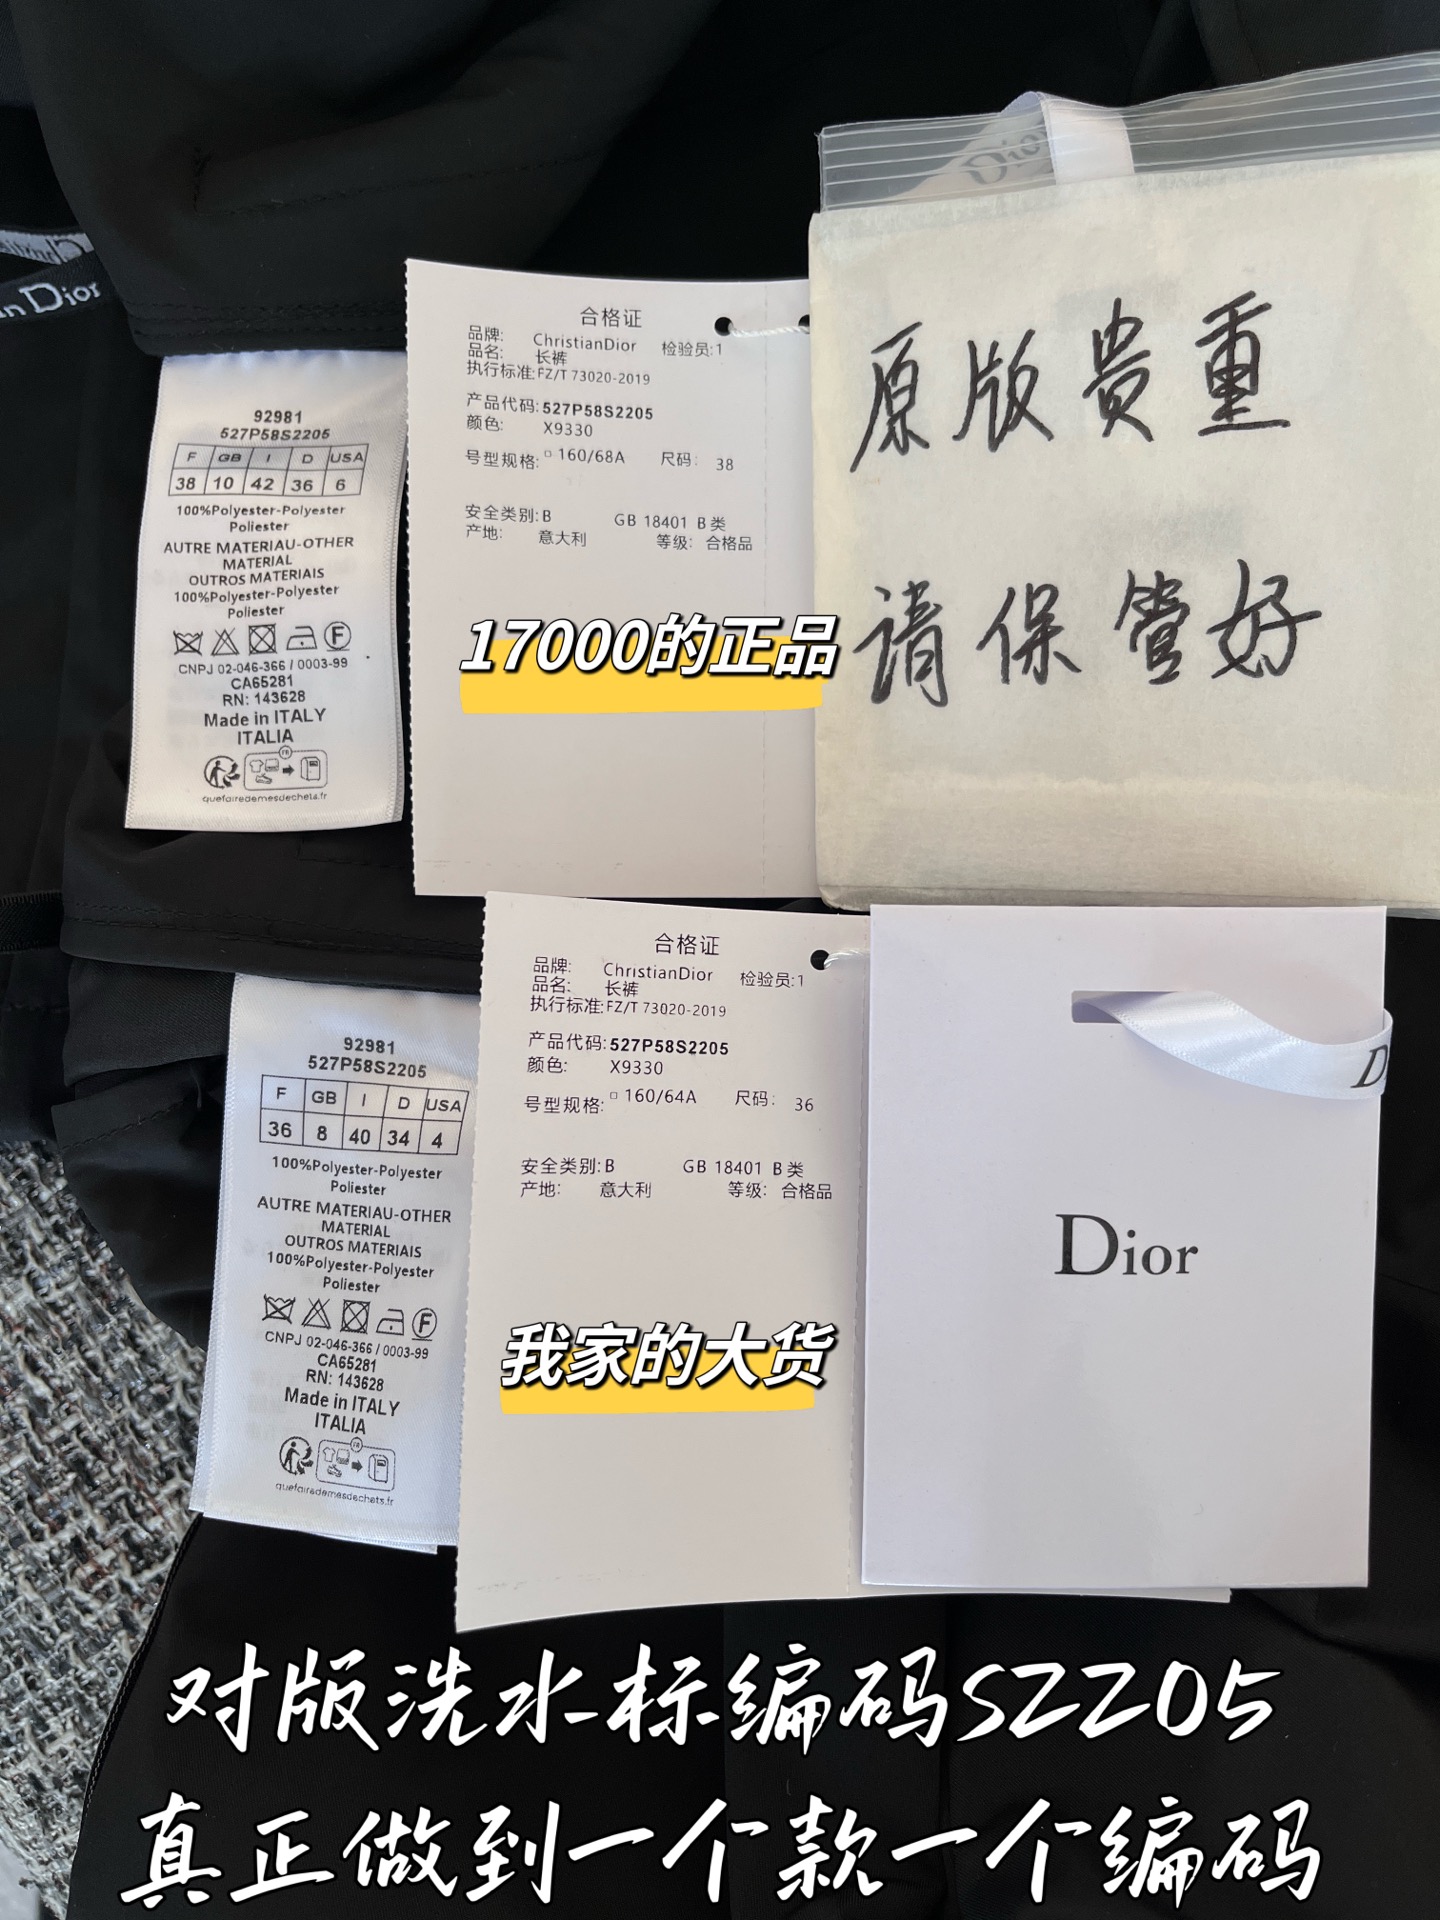 Dior
n Dior
92981
527P58S2205
F GB I D USA
38 10 42 36 6
100%Polyester-Polyester
Poliester
AUTRE MATERIAU-OTHER
MATERIAL
OUTROS MATERIAIS
100%Polyester-Polyester
Poliester
F
CNPJ 02-046-366 / 0003-99
CA65281
RN: 143628
Made in ITALY
ITALIA
FR
quefairedemesdechets.fr
合格证
品牌: ChristianDior 检验员:1
品名: 长裤
执行标准:FZ/T 73020-2019
产品代码:527P58S2205
颜色: X9330
号型规格: 160/68A 尺码: 38
安全类别:B GB 18401 B类
产地: 意大利 等级: 合格品
17000的正品
原版贵重
请保管好
92981
527P58S2205
F GB I D USA
36 8 40 34 4
100%Polyester-Polyester
Poliester
AUTRE MATERIAU-OTHER
MATERIAL
OUTROS MATERIAIS
100%Polyester-Polyester
Poliester
F
CNPJ 02-046-366 / 0003-99
CA65281
RN: 143628
Made in ITALY
ITALIA
FR
quefairedemesdechets.fr
合格证
品牌: ChristianDior 检验员:1
品名: 长裤
执行标准:FZ/T 73020-2019
产品代码:527P58S2205
颜色: X9330
号型规格: 160/64A 尺码: 36
安全类别:B GB 18401 B类
产地: 意大利 等级: 合格品
我家的大货
D
Dior
对版洗水标编码S2205
真正做到一个款一个编码